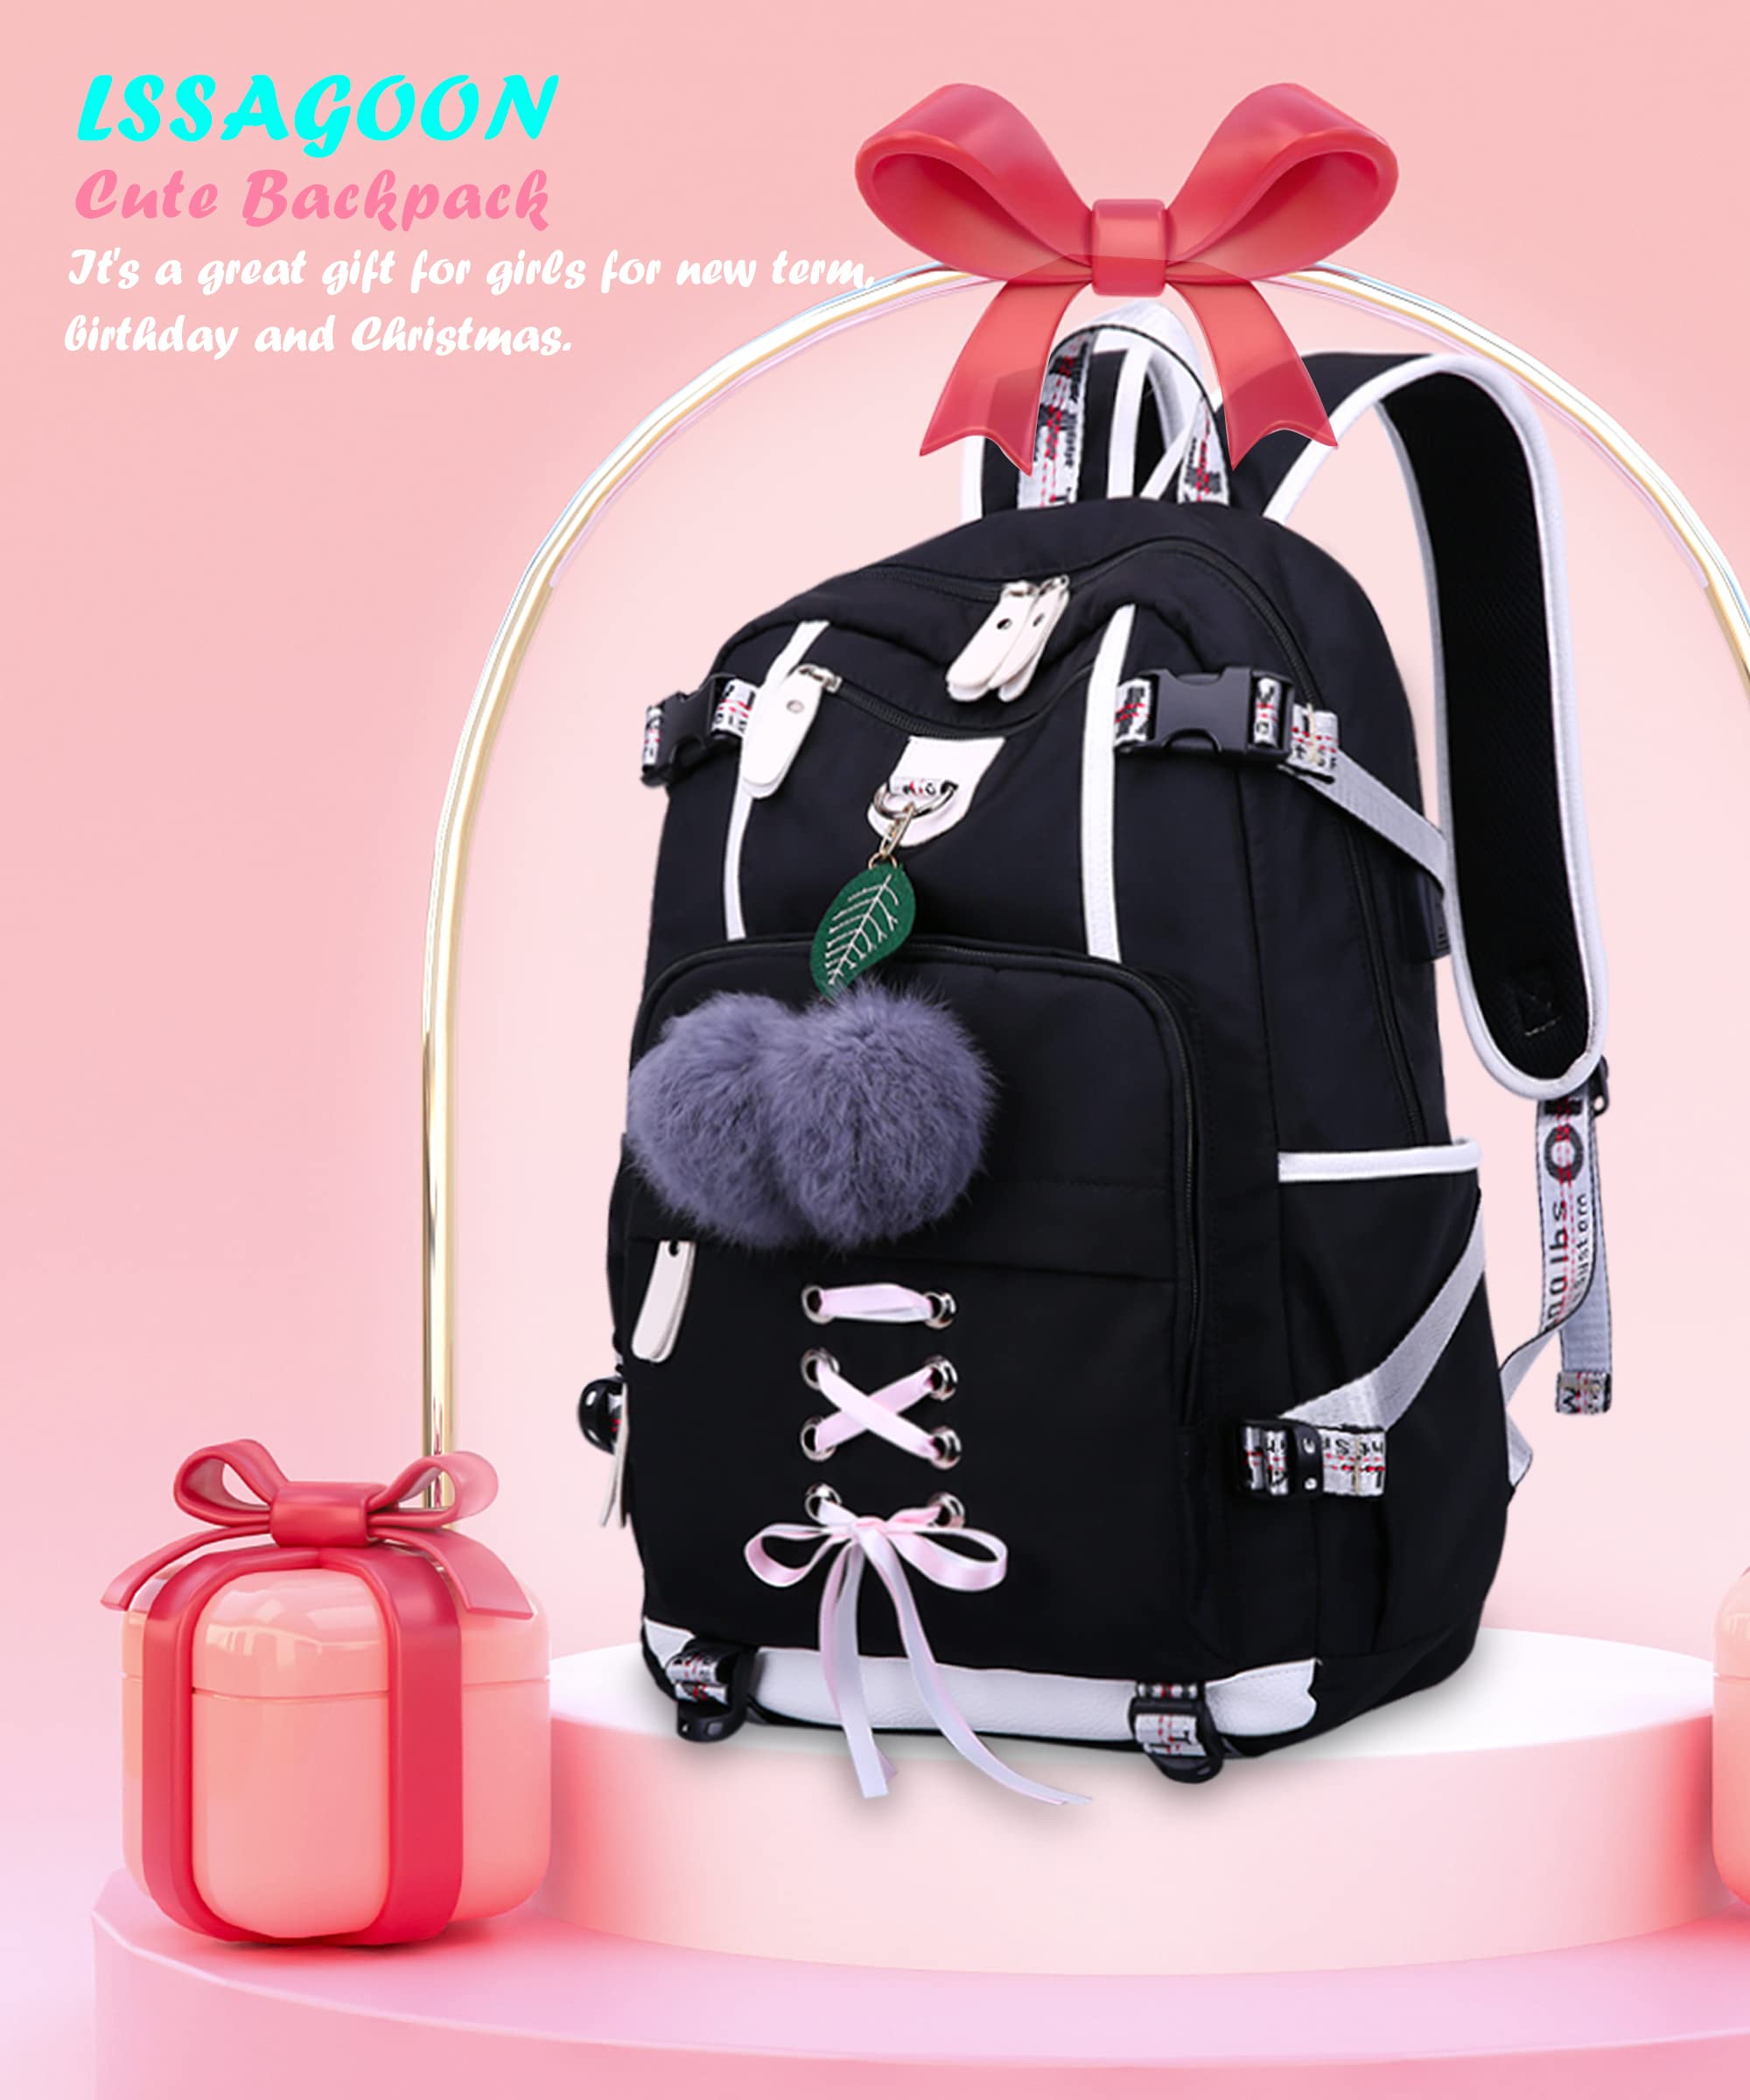 LSSAGOON
Cute Backpack
It's a great gift for girls for new term,
birthday and Christmas.